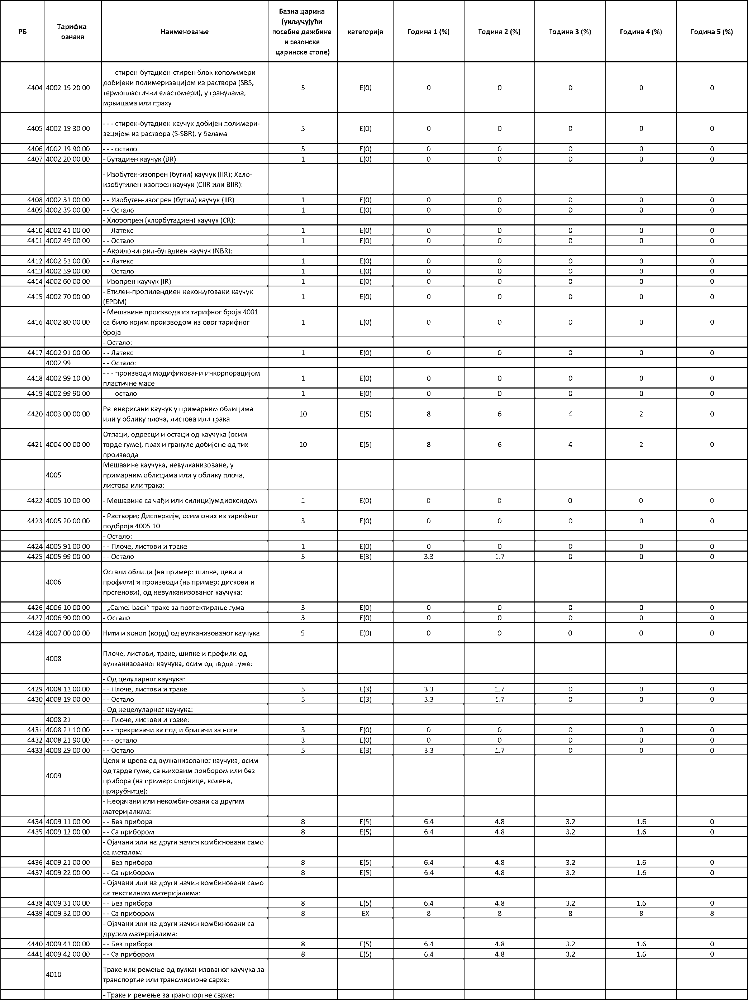 РБ	Тарифна ознака	Наименовање	Базна царина (укључујући посебне дажбине и сезонске царинске стопе)	категорија	Година 1 (%)	Година 2 (%)	Година 3 (%)	Година 4 (%)	Година 5 (%)
4404 4002 19 20 00 - - - стирен-бутадиен-стирен блок кополимери
добијени полимеризацијом из раствора (SBS,
термопластични еластомери), у гранулама,
мрвицама или праху 5 E(0) 0 0 0 0 0
4405 4002 19 30 00 - - - стирен-бутадиен каучук добијен полимери-
зацијом из раствора (S-SBR), у балама 5 E(0) 0 0 0 0 0
4406 4002 19 90 00 - - - остало 5 E(0) 0 0 0 0 0
4407 4002 20 00 00 - Бутадиен каучук (BR) 1 E(0) 0 0 0 0 0
- Изобутен-изопрен (бутил) каучук (IIR); Хало-
изобутилен-изопрен каучук (CIIR или BIIR):
4408 4002 31 00 00 - - Изобутен-изопрен (бутил) каучук (IIR) 1 E(0) 0 0 0 0 0
4409 4002 39 00 00 - - Остало 1 E(0) 0 0 0 0 0
- Хлоропрен (хлорбутадиен) каучук (CR):
4410 4002 41 00 00 - - Латекс 1 E(0) 0 0 0 0 0
4411 4002 49 00 00 - - Остало 1 E(0) 0 0 0 0 0
- Акрилонитрил-бутадиен каучук (NBR):
4412 4002 51 00 00 - - Латекс 1 E(0) 0 0 0 0 0
4413 4002 59 00 00 - - Остало 1 E(0) 0 0 0 0 0
4414 4002 60 00 00 - Изопрен каучук (IR) 1 E(0) 0 0 0 0 0
4415 4002 70 00 00 - Етилен-пропилендиен некоњуговани каучук
(EPDM) 1 E(0) 0 0 0 0 0
4416 4002 80 00 00 - Мешавине производа из тарифног броја 4001
са било којим производом из овог тарифног
броја 1 E(0) 0 0 0 0 0
- Остало:
4417 4002 91 00 00 - - Латекс 1 E(0) 0 0 0 0 0
4002 99 - - Остало:
4418 4002 99 10 00 - - - производи модификовани инкорпорацијом
пластичне масе 1 E(0) 0 0 0 0 0
4419 4002 99 90 00 - - - остало 1 E(0) 0 0 0 0 0
4420 4003 00 00 00 Регенерисани каучук у примарним облицима
или у облику плоча, листова или трака 10 E(5) 8 6 4 2 0
4421 4004 00 00 00 Отпаци, одресци и остаци од каучука (осим
тврде гуме), прах и грануле добијене од тих
производа 10 E(5) 8 6 4 2 0
4005 Мешавине каучука, невулканизоване, у
примарним облицима или у облику плоча,
листова или трака:
4422 4005 10 00 00 - Мешавине са чађи или силицијумдиоксидом 1 E(0) 0 0 0 0 0
4423 4005 20 00 00 - Раствори; Дисперзије, осим оних из тарифног
подброја 4005 10 3 E(0) 0 0 0 0 0
- Остало:
4424 4005 91 00 00 - - Плоче, листови и траке 1 E(0) 0 0 0 0 0
4425 4005 99 00 00 - - Остало 5 E(3) 3.3 1.7 0 0 0
4006 Остали облици (на пример: шипке, цеви и
профили) и производи (на пример: дискови и
прстенови), од невулканизованог каучука:
4426 4006 10 00 00 - „Camel-back” траке за протектирање гума 3 E(0) 0 0 0 0 0
4427 4006 90 00 00 - Остало 3 E(0) 0 0 0 0 0
4428 4007 00 00 00 Нити и коноп (корд) од вулканизованог каучука 5 E(0) 0 0 0 0 0
4008 Плоче, листови, траке, шипке и профили од
вулканизованог каучука, осим од тврде гуме:
- Од целуларног каучука:
4429 4008 11 00 00 - - Плоче, листови и траке 5 E(3) 3.3 1.7 0 0 0
4430 4008 19 00 00 - - Остало 5 E(3) 3.3 1.7 0 0 0
- Од нецелуларног каучука:
4008 21 - - Плоче, листови и траке:
4431 4008 21 10 00 - - - прекривачи за под и брисачи за ноге 3 E(0) 0 0 0 0 0
4432 4008 21 90 00 - - - остало 3 E(0) 0 0 0 0 0
4433 4008 29 00 00 - - Остало 5 E(3) 3.3 1.7 0 0 0
4009 Цеви и црева од вулканизованог каучука, осим
од тврде гуме, са њиховим прибором или без
прибора (на пример: спојнице, колена,
прирубнице):
- Неојачани или некомбиновани са другим
материјалима:
4434 4009 11 00 00 - - Без прибора 8 E(5) 6.4 4.8 3.2 1.6 0
4435 4009 12 00 00 - - Са прибором 8 E(5) 6.4 4.8 3.2 1.6 0
- Ојачани или на други начин комбиновани само
са металом:
4436 4009 21 00 00 - - Без прибора 8 E(5) 6.4 4.8 3.2 1.6 0
4437 4009 22 00 00 - - Са прибором 8 E(5) 6.4 4.8 3.2 1.6 0
- Ојачани или на други начин комбиновани само
са текстилним материјалима:
4438 4009 31 00 00 - - Без прибора 8 E(5) 6.4 4.8 3.2 1.6 0
4439 4009 32 00 00 - - Са прибором 8 EX 8 8 8 8 8
- Ојачани или на други начин комбиновани са
другим материјалима:
4440 4009 41 00 00 - - Без прибора 8 E(5) 6.4 4.8 3.2 1.6 0
4441 4009 42 00 00 - - Са прибором 8 E(5) 6.4 4.8 3.2 1.6 0
4010 Траке или ремење од вулканизованог каучука за
транспортне или трансмисионе сврхе:
- Траке и ремење за транспортне сврхе: